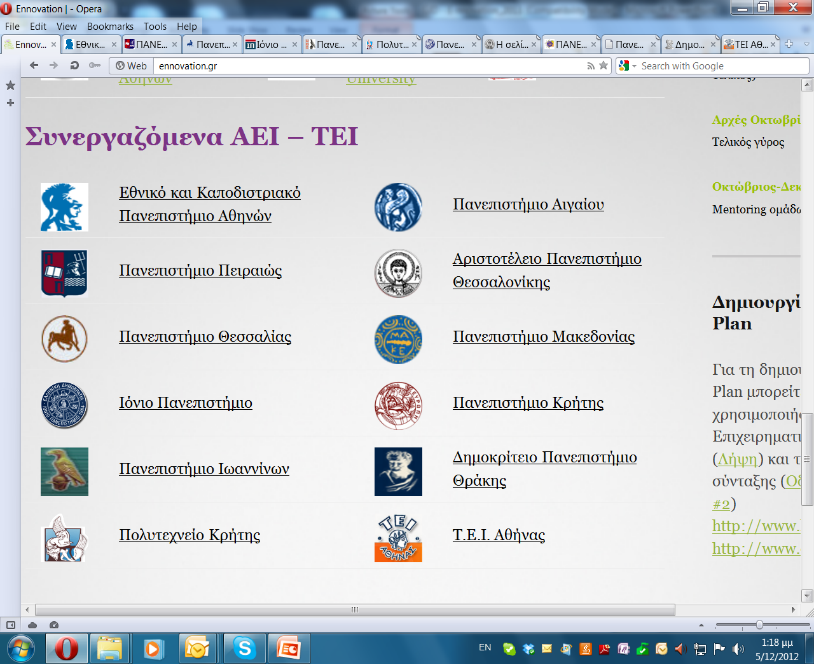 Ennovation | - Opera
File Edit View Bookmarks Tools Help
Ennov... Εθνικ... ΠΑΝΕ... Πανεπ... Ιόνιο ... Πανε... Πολυτ... Πανε... Η σελί... ΠΑΝΕ... Πανε... Δημο... ΤΕΙ Αθ...
Web ennovation.gr Search with Google
Αθηνών University
Συνεργαζόμενα ΑΕΙ – ΤΕΙ
Εθνικό και Καποδιστριακό
Πανεπιστήμιο Αθηνών
Πανεπιστήμιο Αιγαίου
Πανεπιστήμιο Πειραιώς
Αριστοτέλειο Πανεπιστήμιο
Θεσσαλονίκης
Πανεπιστήμιο Θεσσαλίας
Πανεπιστήμιο Μακεδονίας
Ιόνιο Πανεπιστήμιο
Πανεπιστήμιο Κρήτης
Πανεπιστήμιο Ιωαννίνων
Δημοκρίτειο Πανεπιστήμιο
Θράκης
Πολυτεχνείο Κρήτης
ΤΕΙ
ΑΘΗΝΑΣ
Τ.Ε.Ι. Αθήνας
Αρχές Οκτωβρί
Τελικός γύρος
Οκτώβριος-Δεκ
Mentoring ομάδω
Δημιουργί
Plan
Για τη δημιου
Plan μπορείτ
χρησιμοποιής
Επιχειρηματι
(Λήψη) και τ
σύνταξης (Οδ
#2)
http://www.
http://www.
EN
1:18 μμ
5/12/2012